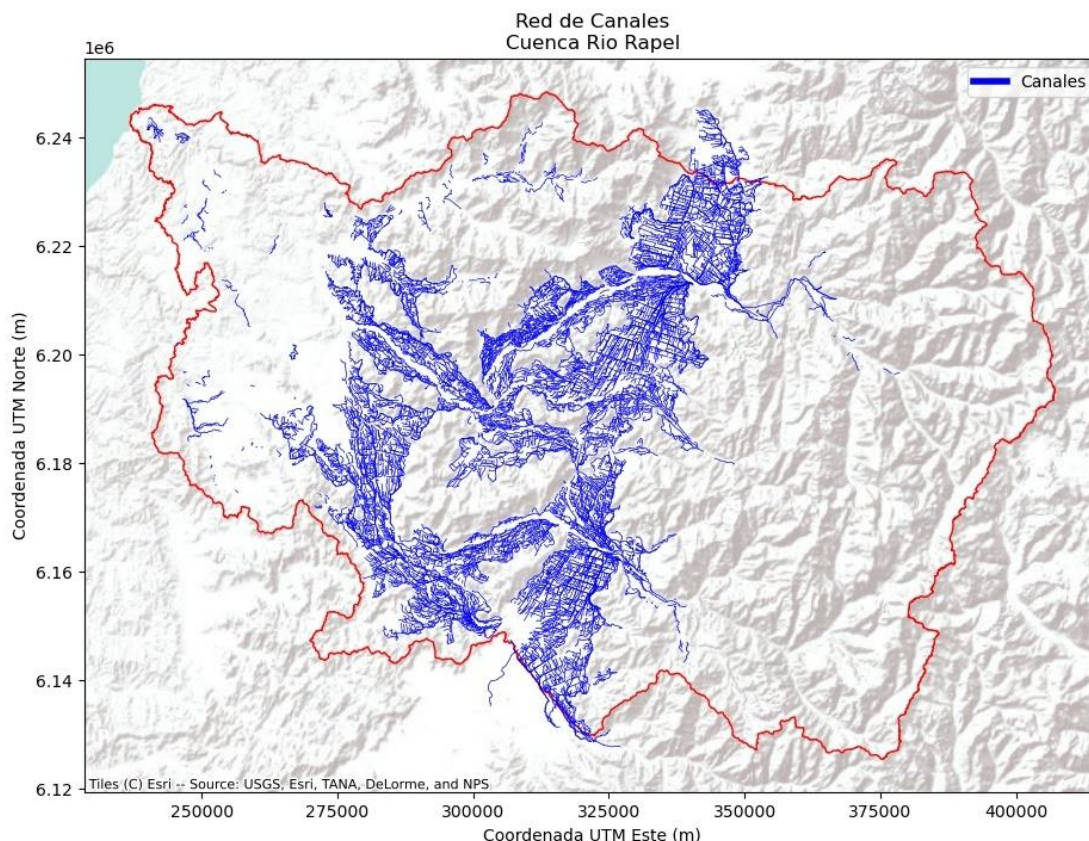 Red de Canales
Cuenca Rio Rapel
1e6
Canales
6.24
6.22
6.20
6.18
6.16
6.14
6.12
Coordenada UTM Norte (m)
Tiles (C) Esri -- Source: USGS, Esri, TANA, DeLorme, and NPS
250000 275000 300000 325000 350000 375000 400000
Coordenada UTM Este (m)